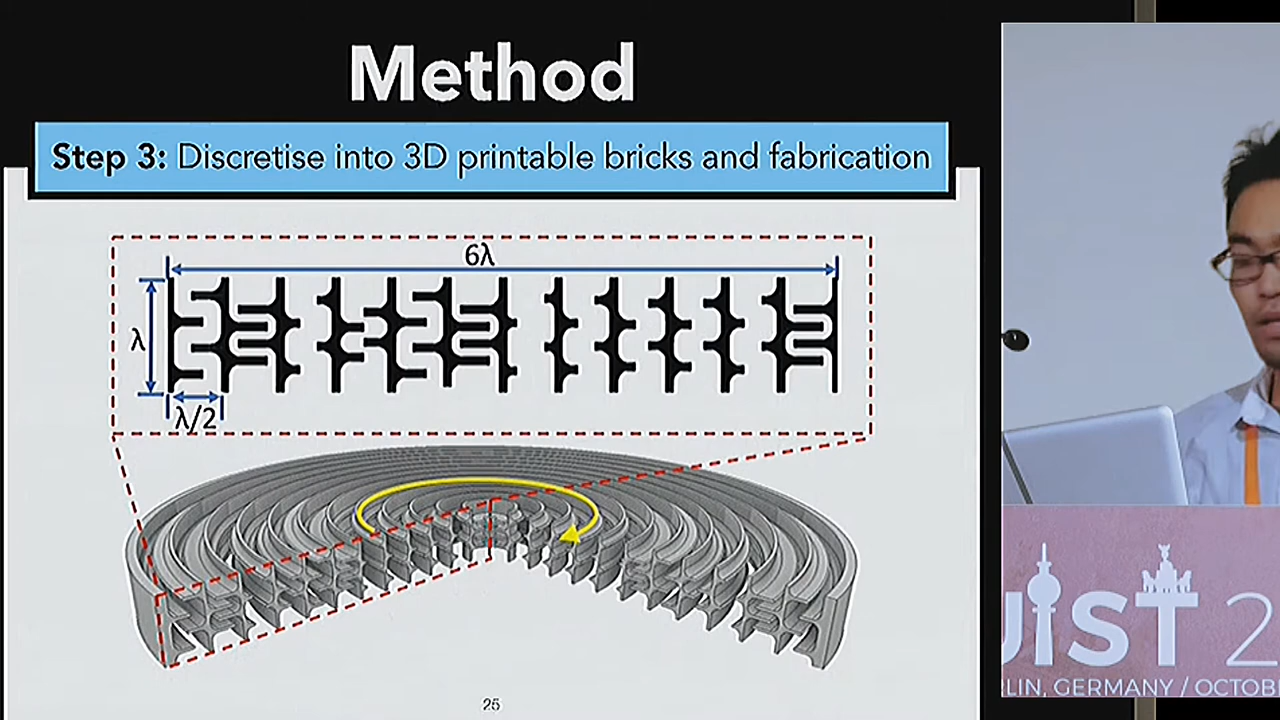 Method
Step 3: Discretise into 3D printable bricks and fabrication
6λ
λ
λ/2
25
UIST 2
LIN, GERMANY / OCTOB